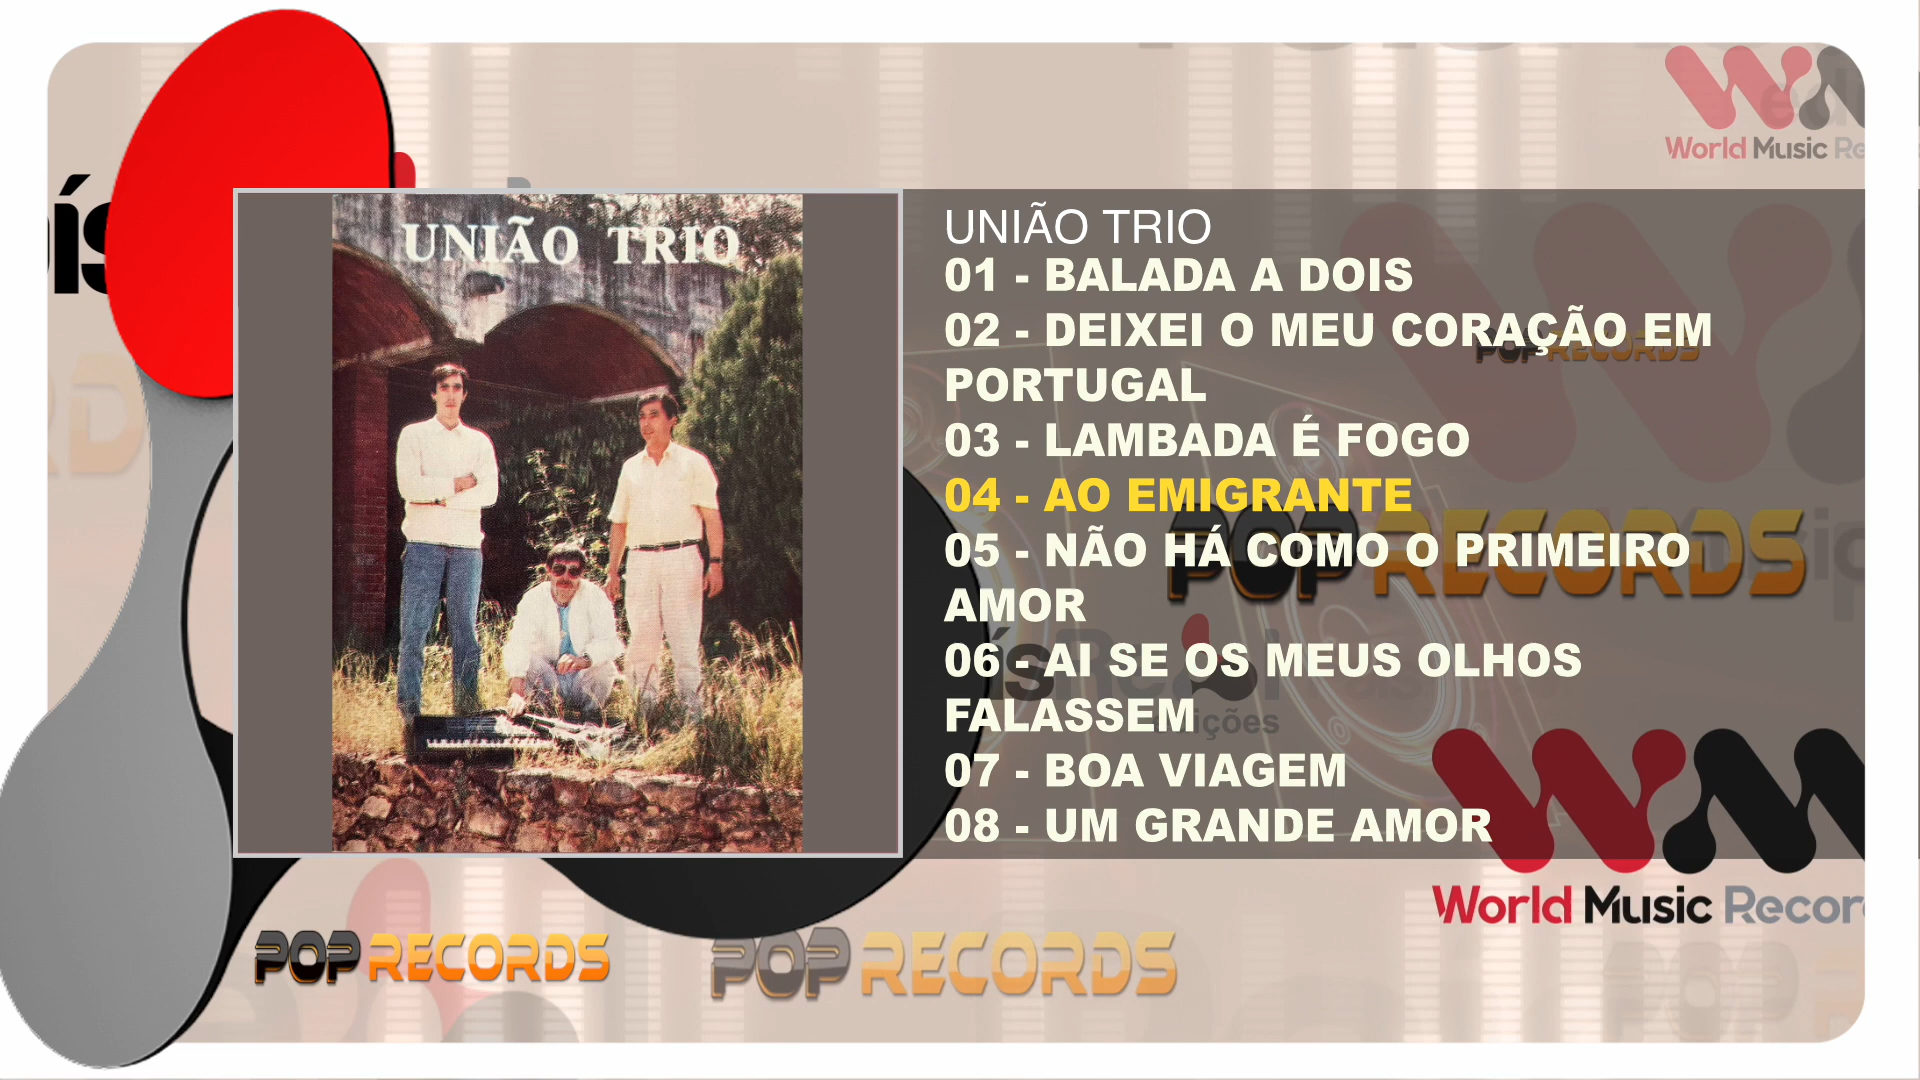 World Music Re
UNIÃO TRIO
UNIÃO TRIO
01 - BALADA A DOIS
02 - DEIXEI O MEU CORAÇÃO EM
PORTUGAL
03 - LAMBADA É FOGO
04 - AO EMIGRANTE
05 - NÃO HÁ COMO O PRIMEIRO
AMOR
06 - AI SE OS MEUS OLHOS
FALASSEM
07 - BOA VIAGEM
08 - UM GRANDE AMOR
POP RECORDS
POP RECORDS
World Music Recor
POP RECORDS
POP RECORDS